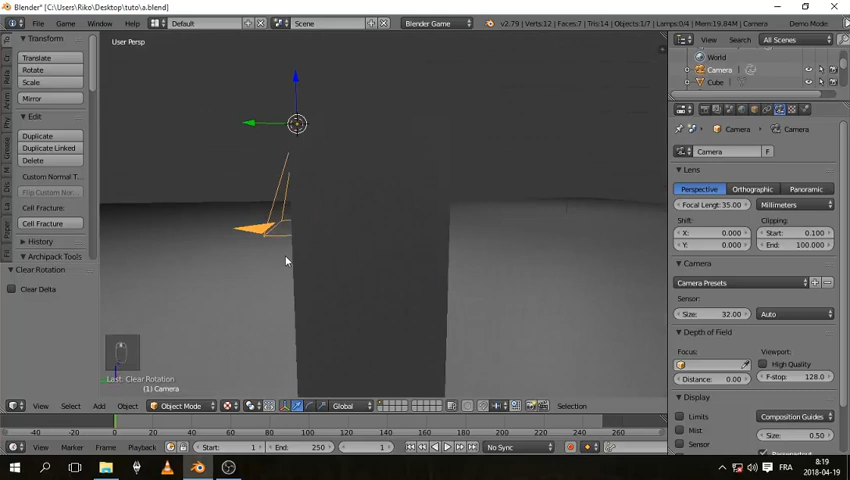 Blender* [C:\Users\Riko\Desktop\tuto\a.blend]
File Window Help Default Scene Blender Game v2.79 | Verts:12 | Faces:7 | Tris:14 | Objects:1/7 | Lamps:0/4 | Mem:19.84M | Camera Demo Mode
Transform
Translate
Rotate
Scale
Mirror
Edit
Duplicate
Duplicate Linked
Delete
Custom Normal T...
Flip Custom Nor...
Cell Fracture:
Cell Fracture
History
Archipack Tools
Clear Rotation
Clear Delta
User Persp
Last: Clear Rotation
(1) Camera
View Search All Scenes
World
Camera
Cube
Camera Camera
Camera F
Lens
Perspective Orthographic Panoramic
Focal Lengt: 35.00 Millimeters
Shift: Clipping:
X: 0.000 Start: 0.100
Y: 0.000 End: 100.000
Camera
Camera Presets
Sensor:
Size: 32.00 Auto
Depth of Field
Focus: Viewport:
High Quality
Distance: 0.00 F-stop: 128.0
Display
Limits Composition Guides
Mist Size: 0.50
Sensor
View Select Add Object Object Mode Global Selection
0 20 40 60 80 100 120 140 160 180 200 220 240 260
View Marker Frame Playback Start: 1 End: 250 1 No Sync
FRA 8:19
2018-04-19